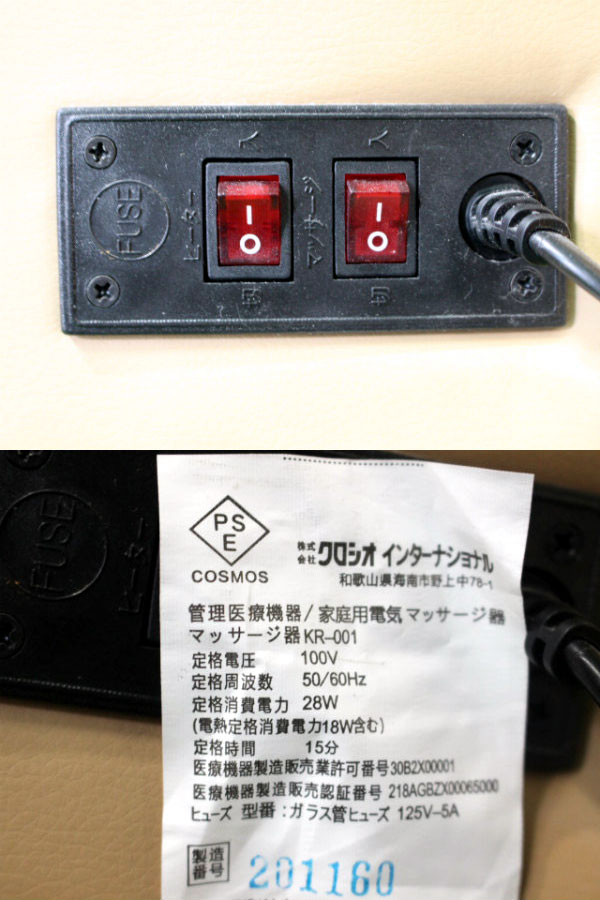 入 入
FUSE ヒーター マッサージ
切 切
FUSE
ヒーター
PS
E
COSMOS
株式会社 クロシオ インターナショナル
和歌山県海南市野上中78-1
管理医療機器/家庭用電気マッサージ器
マッサージ器 KR-001
定格電圧 100V
定格周波数 50/60Hz
定格消費電力 28W
(電熱定格消費電力18W含む)
定格時間 15分
医療機器製造販売業許可番号30B2X00001
医療機器製造販売認証番号 218AGBZX00065000
ヒューズ 型番:ガラス管ヒューズ 125V-5A
製造番号 201160